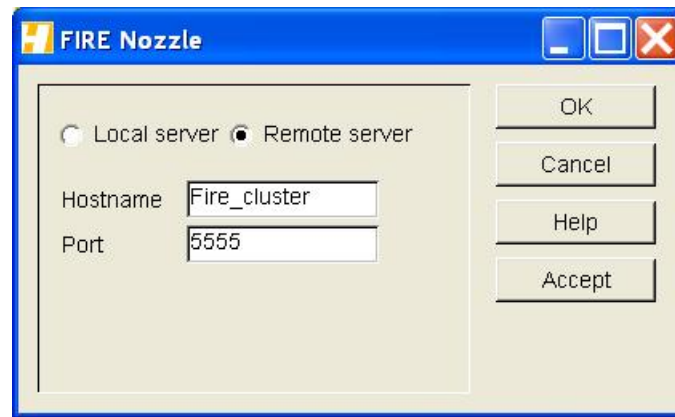 FIRE Nozzle
Local server Remote server
Hostname Fire_cluster
Port 5555
OK
Cancel
Help
Accept